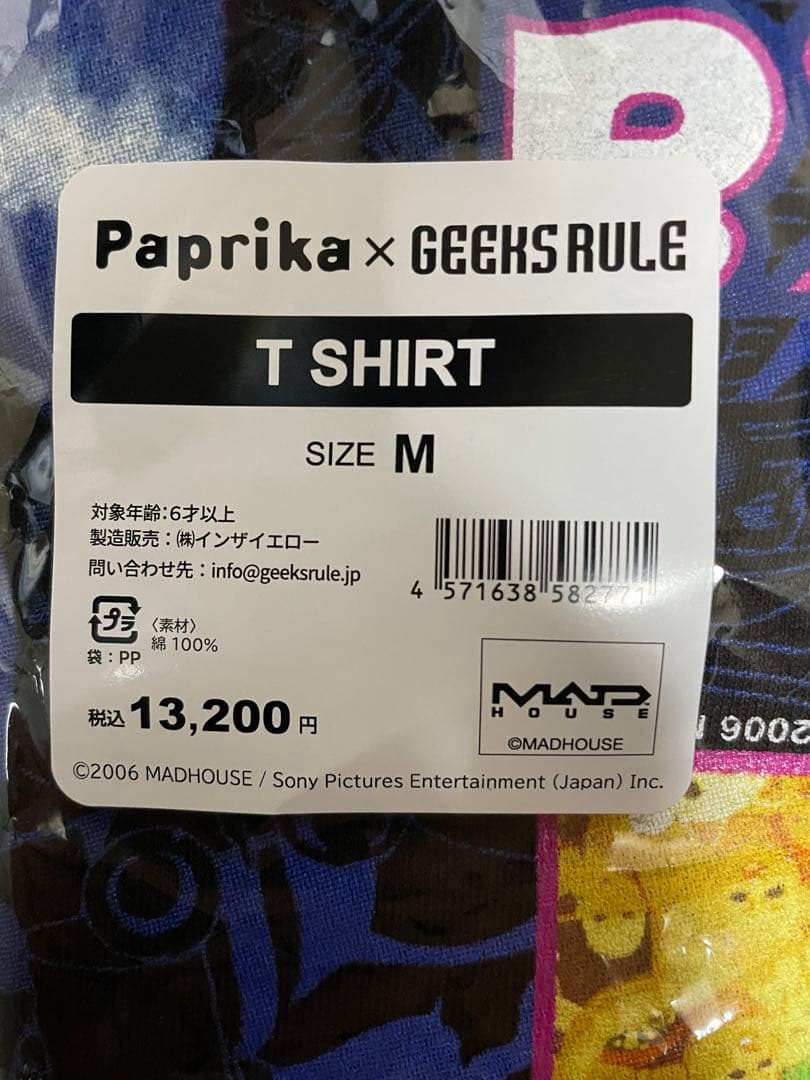 Paprika × GEEKS RULE
T SHIRT
SIZE M
対象年齢:6才以上
製造販売：㈱インザイエロー
問い合わせ先：info@geeksrule.jp
4 571638 582771
プラ
〈素材〉
綿 100%
袋：PP
MADHOUSE
©MADHOUSE
税込 13,200 円
©2006 MADHOUSE / Sony Pictures Entertainment (Japan) Inc.
2006